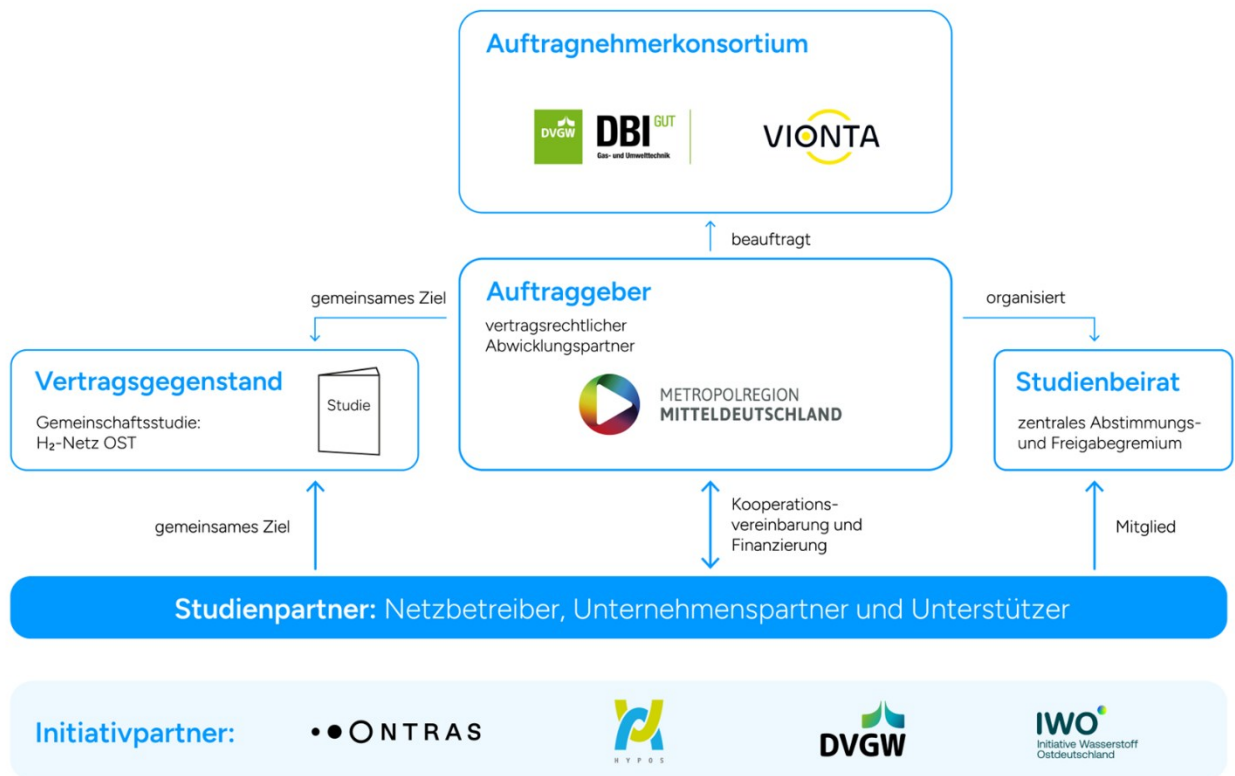 Auftragnehmerkonsortium
DVGW
DBI GUT
Gas- und Umwelttechnik
VIONTA
beauftragt
gemeinsames Ziel
Auftraggeber
vertragsrechtlicher
Abwicklungspartner
METROPOLREGION
MITTELDEUTSCHLAND
organisiert
Vertragsgegenstand
Gemeinschaftsstudie:
H₂-Netz OST
Studie
Studienbeirat
zentrales Abstimmungs-
und Freigabegremium
gemeinsames Ziel
Kooperations-
vereinbarung und
Finanzierung
Mitglied
Studienpartner: Netzbetreiber, Unternehmenspartner und Unterstützer
Initiativpartner:
ONTRAS
HYPOS
DVGW
IWO
Initiative Wasserstoff
Ostdeutschland